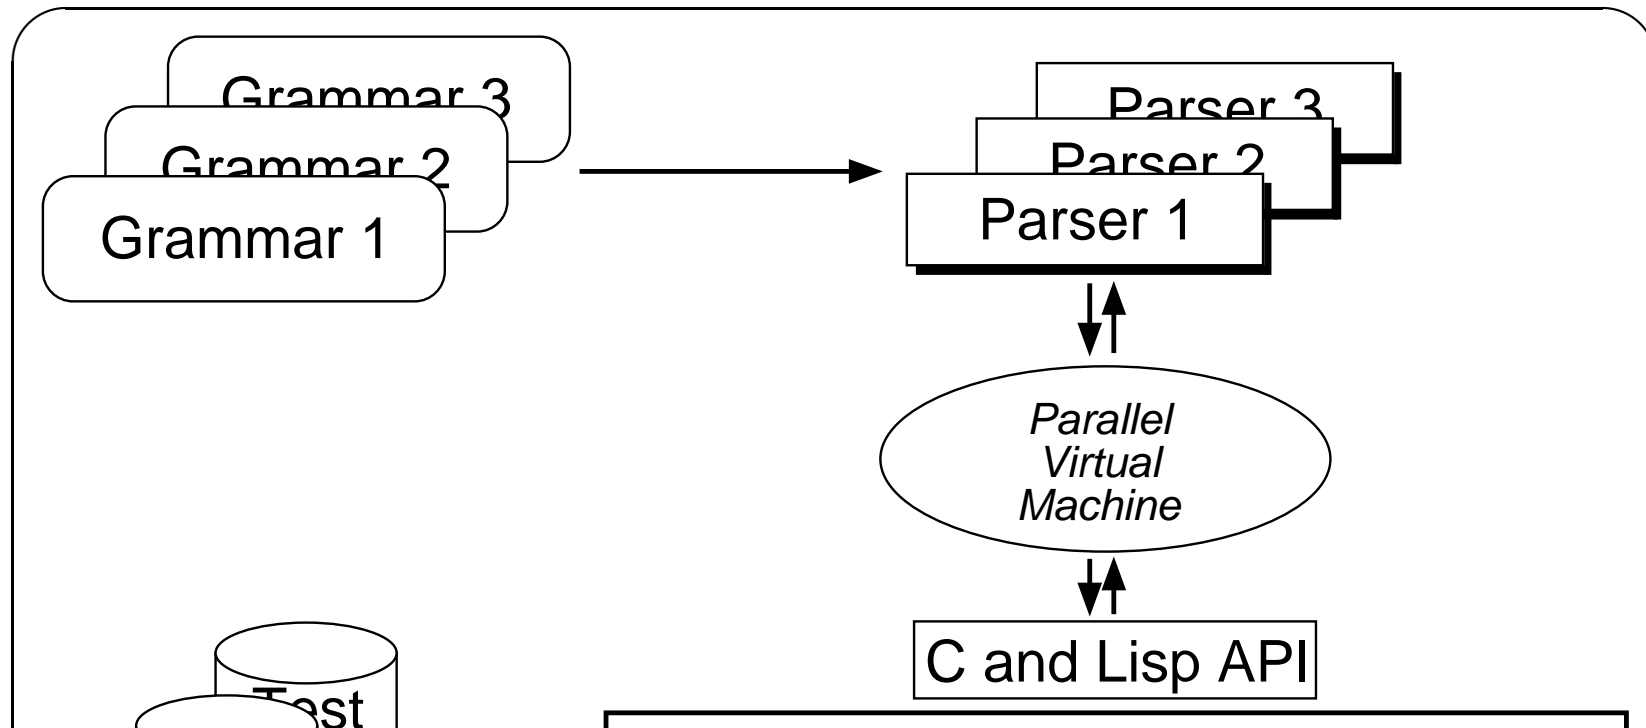 Grammar 3
Parser 3
Grammar 2
Parser 2
Grammar 1
Parser 1
Parallel
Virtual
Machine
C and Lisp API
Test